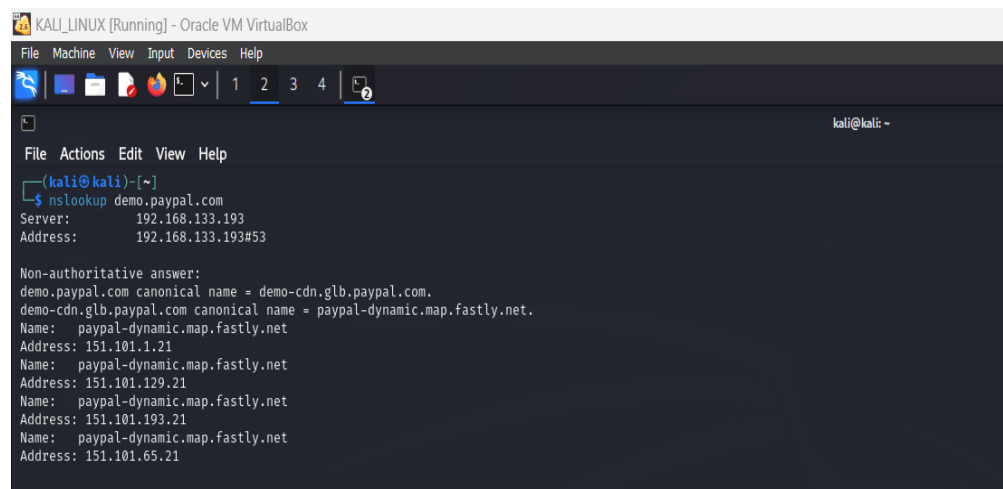 KALI_LINUX [Running] - Oracle VM VirtualBox
File Machine View Input Devices Help
1 2 3 4 2
kali@kali: ~
File Actions Edit View Help
┌──(kali㉿kali)-[~]
└─$ nslookup demo.paypal.com
Server: 192.168.133.193
Address: 192.168.133.193#53
Non-authoritative answer:
demo.paypal.com canonical name = demo-cdn.glb.paypal.com.
demo-cdn.glb.paypal.com canonical name = paypal-dynamic.map.fastly.net.
Name: paypal-dynamic.map.fastly.net
Address: 151.101.1.21
Name: paypal-dynamic.map.fastly.net
Address: 151.101.129.21
Name: paypal-dynamic.map.fastly.net
Address: 151.101.193.21
Name: paypal-dynamic.map.fastly.net
Address: 151.101.65.21